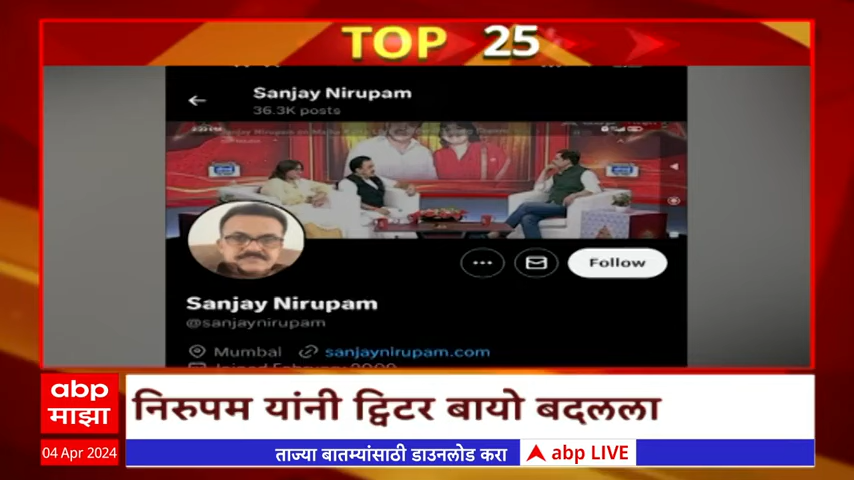 TOP 25
Sanjay Nirupam
36.3K posts
Follow
Sanjay Nirupam
@sanjaynirupam
Mumbai sanjaynirupam.com
abp
माझा
निरुपम यांनी ट्विटर बायो बदलला
04 Apr 2024
ताज्या बातम्यांसाठी डाउनलोड करा abp LIVE